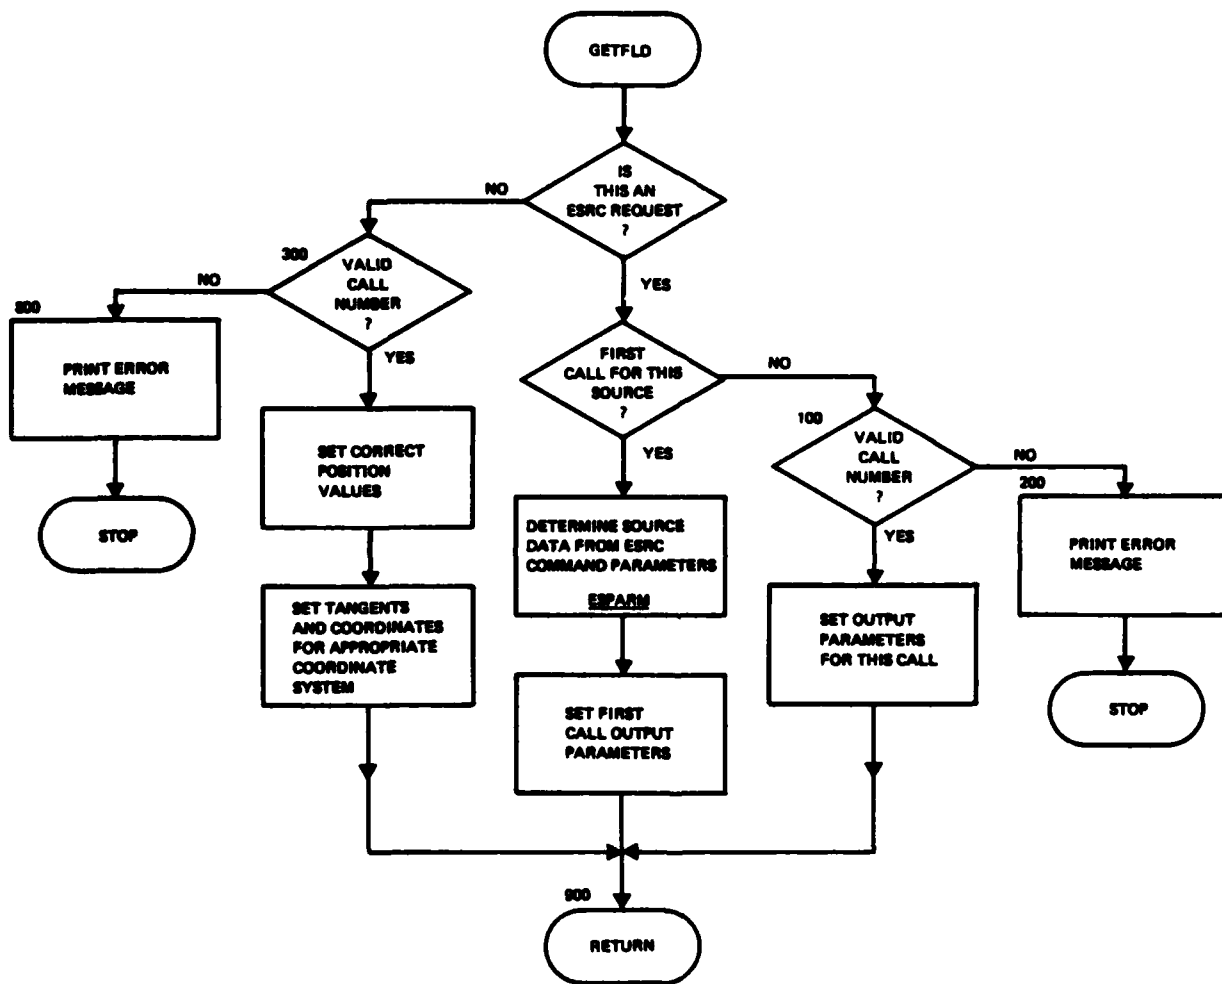 GETFLD
IS
THIS AN
ESRC REQUEST
?
NO
YES
300
VALID
CALL
NUMBER
?
NO
YES
800
PRINT ERROR
MESSAGE
STOP
SET CORRECT
POSITION
VALUES
SET TANGENTS
AND COORDINATES
FOR APPROPRIATE
COORDINATE
SYSTEM
FIRST
CALL FOR THIS
SOURCE
?
NO
YES
DETERMINE SOURCE
DATA FROM ESRC
COMMAND PARAMETERS
ESPARM
SET FIRST
CALL OUTPUT
PARAMETERS
100
VALID
CALL
NUMBER
?
NO
YES
200
PRINT ERROR
MESSAGE
STOP
SET OUTPUT
PARAMETERS
FOR THIS CALL
900
RETURN